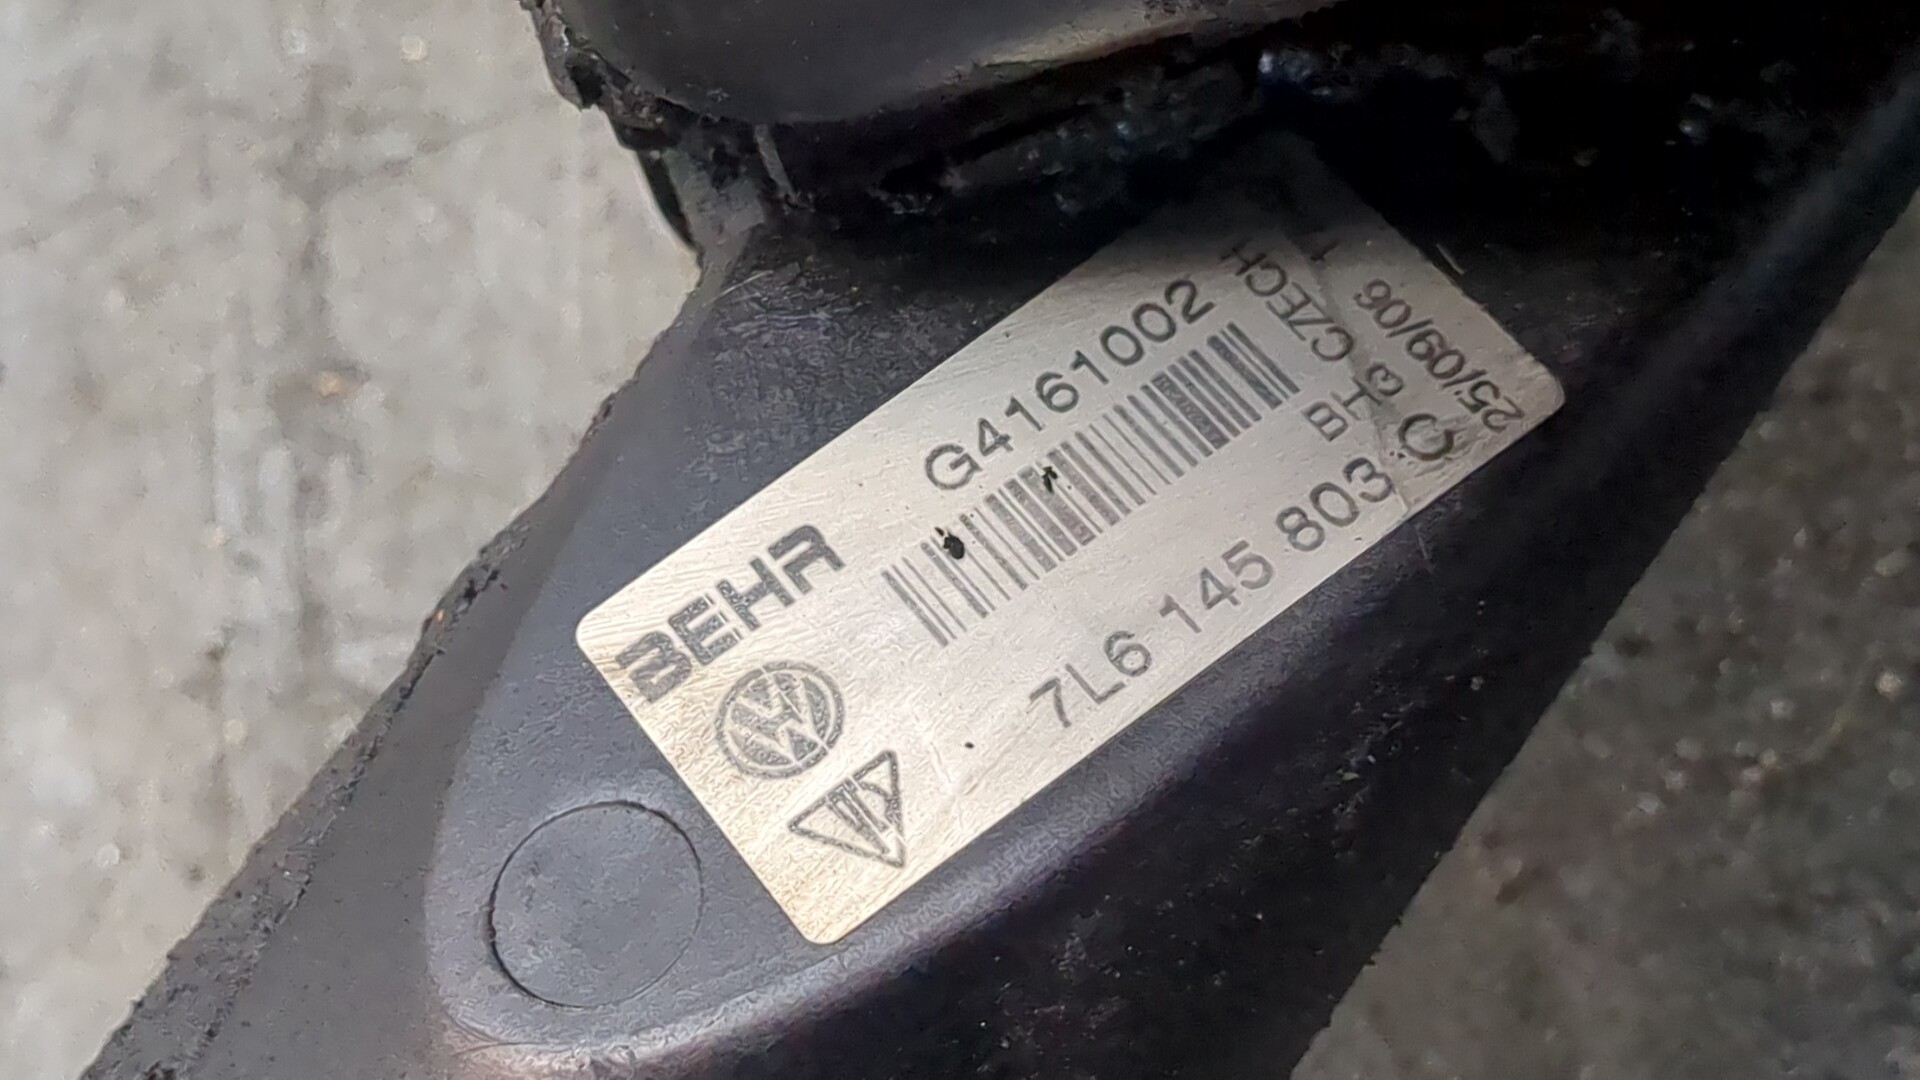 BEHR
G4161002
7L6 145 803
BHG CZECH
25/09/06